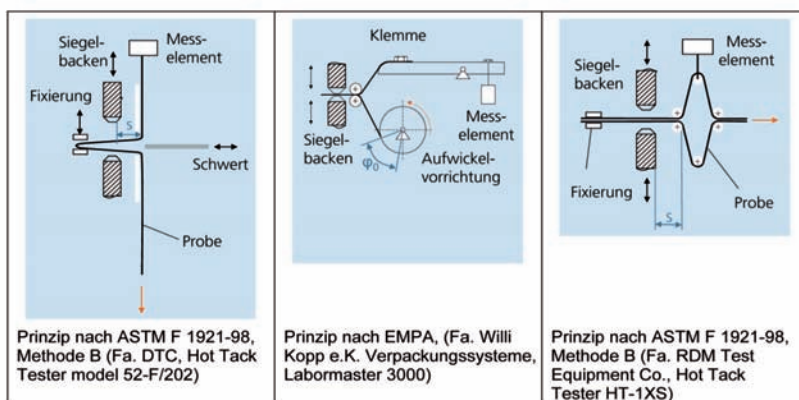 Siegel-
backen
Mess-
element
Fixierung
s
Schwert
Probe
Prinzip nach ASTM F 1921-98,
Methode B (Fa. DTC, Hot Tack
Tester model 52-F/202)
Klemme
Siegel-
backen
Mess-
element
φ₀
Aufwickel-
vorrichtung
Prinzip nach EMPA, (Fa. Willi
Kopp e.K. Verpackungssysteme,
Labormaster 3000)
Siegel-
backen
Mess-
element
Fixierung
Probe
s
Prinzip nach ASTM F 1921-98,
Methode B (Fa. RDM Test
Equipment Co., Hot Tack
Tester HT-1XS)